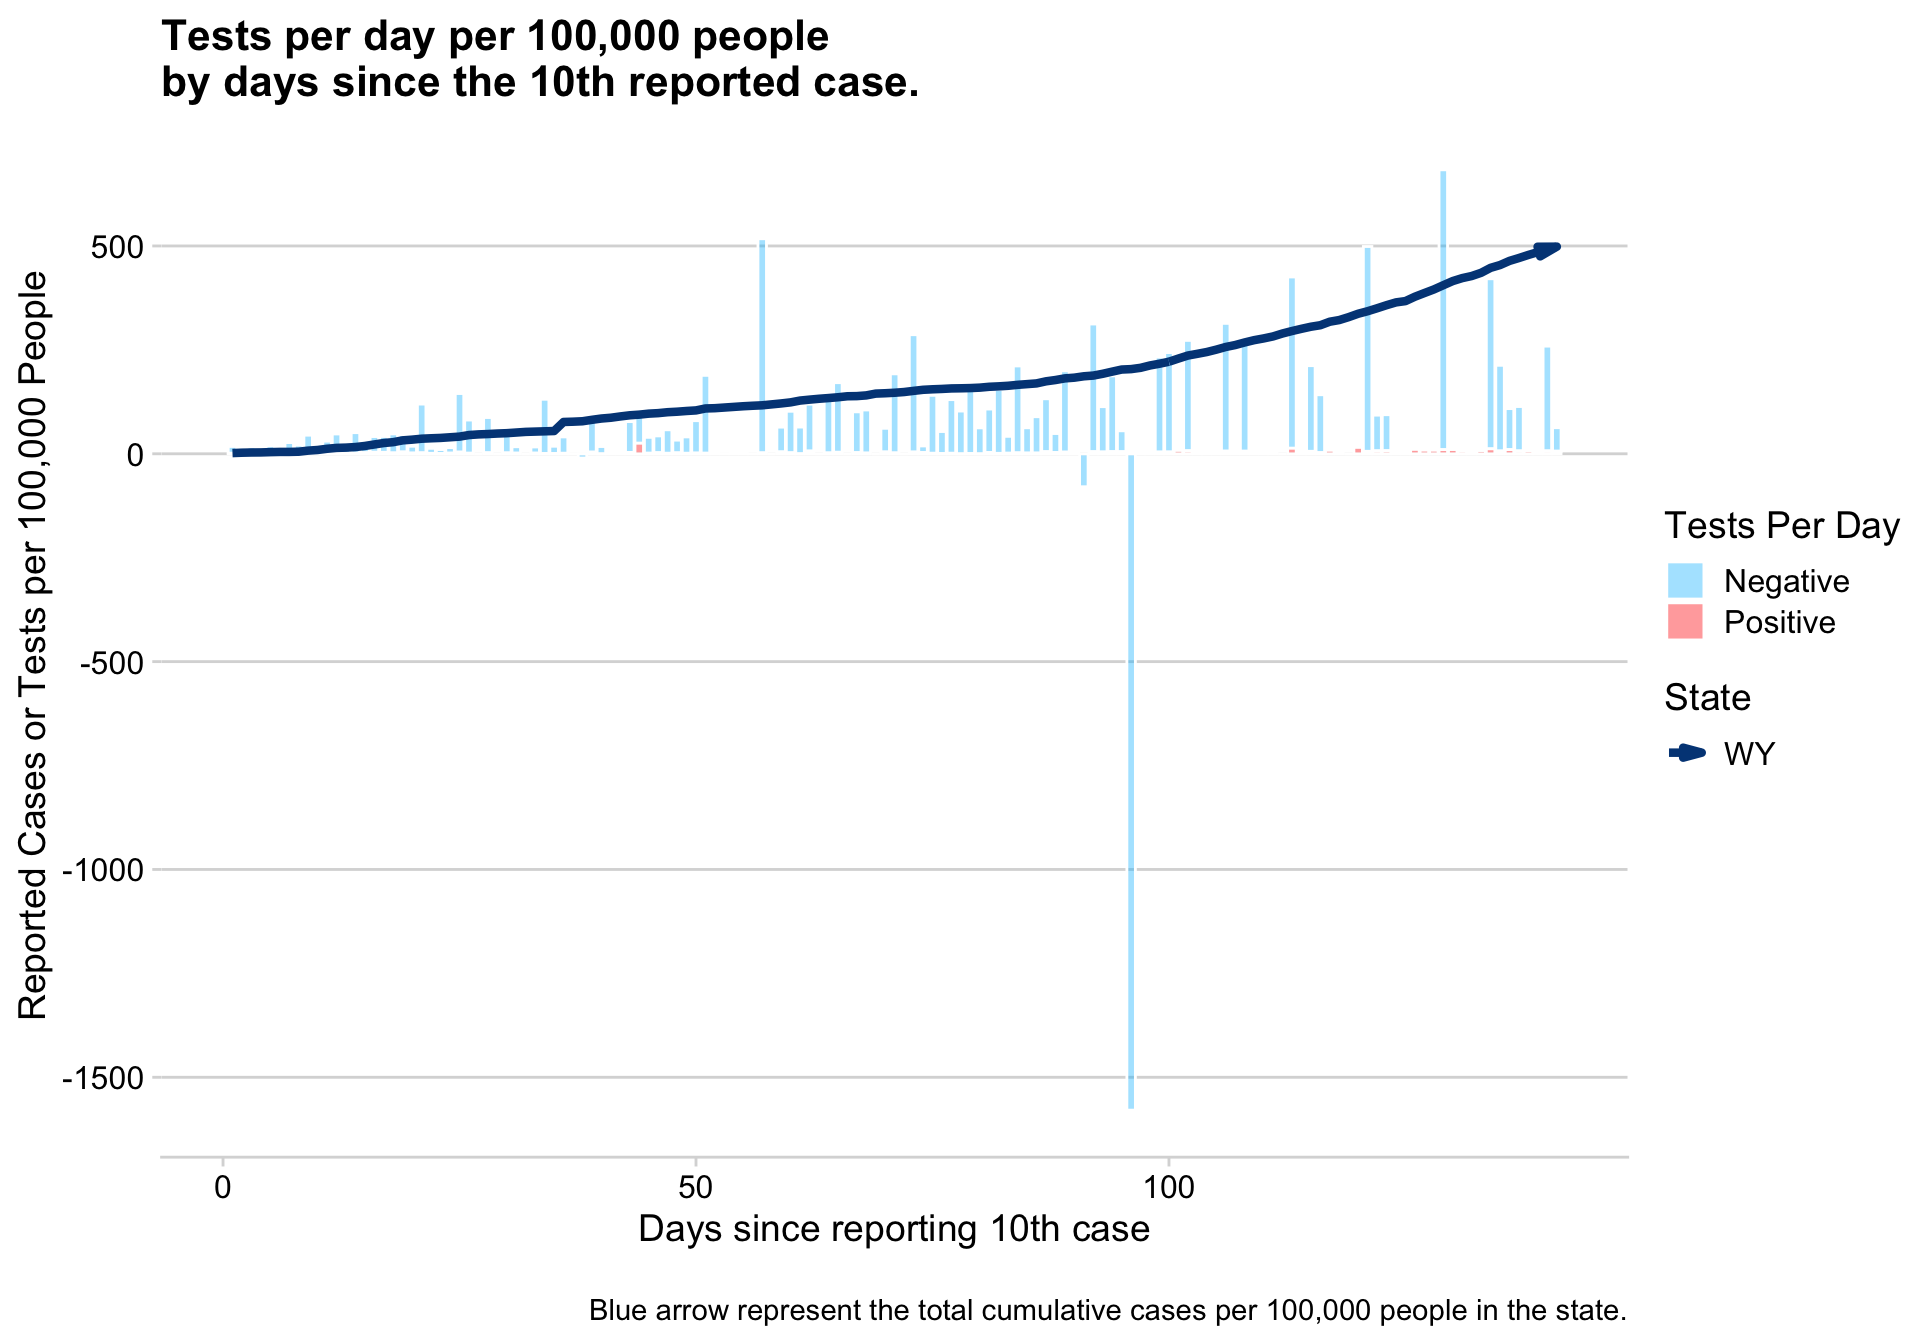 Tests per day per 100,000 people
by days since the 10th reported case.
Reported Cases or Tests per 100,000 People
500
0
-500
-1000
-1500
0
50
100
Days since reporting 10th case
Tests Per Day
Negative
Positive
State
WY
Blue arrow represent the total cumulative cases per 100,000 people in the state.